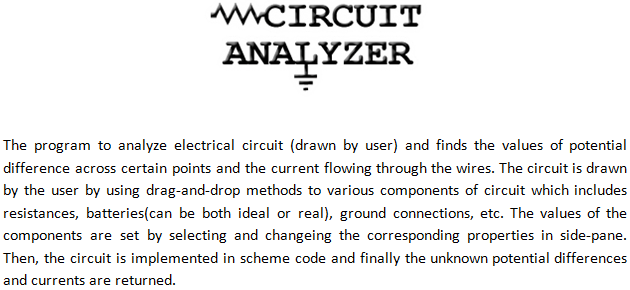 CIRCUIT
ANALYZER
The program to analyze electrical circuit (drawn by user) and finds the values of potential
difference across certain points and the current flowing through the wires. The circuit is drawn
by the user by using drag-and-drop methods to various components of circuit which includes
resistances, batteries(can be both ideal or real), ground connections, etc. The values of the
components are set by selecting and changeing the corresponding properties in side-pane.
Then, the circuit is implemented in scheme code and finally the unknown potential differences
and currents are returned.